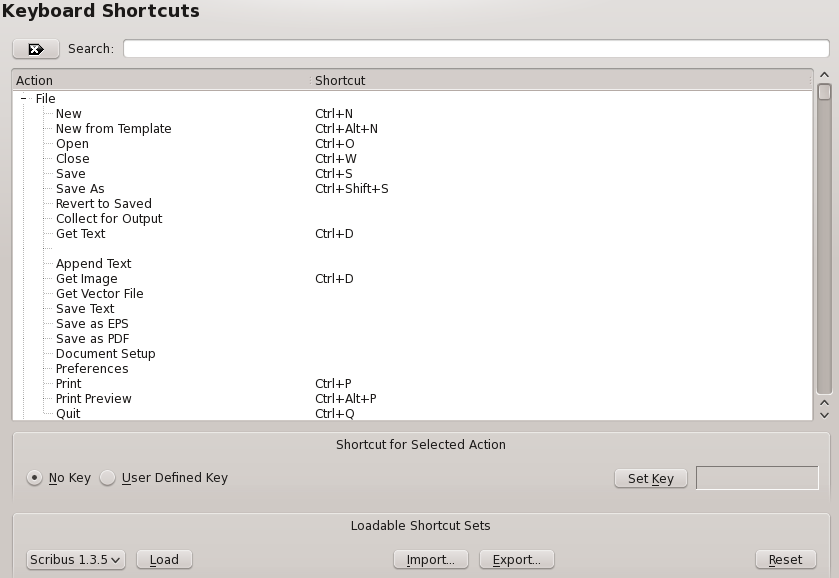 Keyboard Shortcuts
Search:
Action Shortcut
File
New Ctrl+N
New from Template Ctrl+Alt+N
Open Ctrl+O
Close Ctrl+W
Save Ctrl+S
Save As Ctrl+Shift+S
Revert to Saved
Collect for Output
Get Text Ctrl+D
Append Text
Get Image Ctrl+D
Get Vector File
Save Text
Save as EPS
Save as PDF
Document Setup
Preferences
Print Ctrl+P
Print Preview Ctrl+Alt+P
Quit Ctrl+Q
Shortcut for Selected Action
No Key User Defined Key Set Key
Loadable Shortcut Sets
Scribus 1.3.5 Load Import... Export... Reset